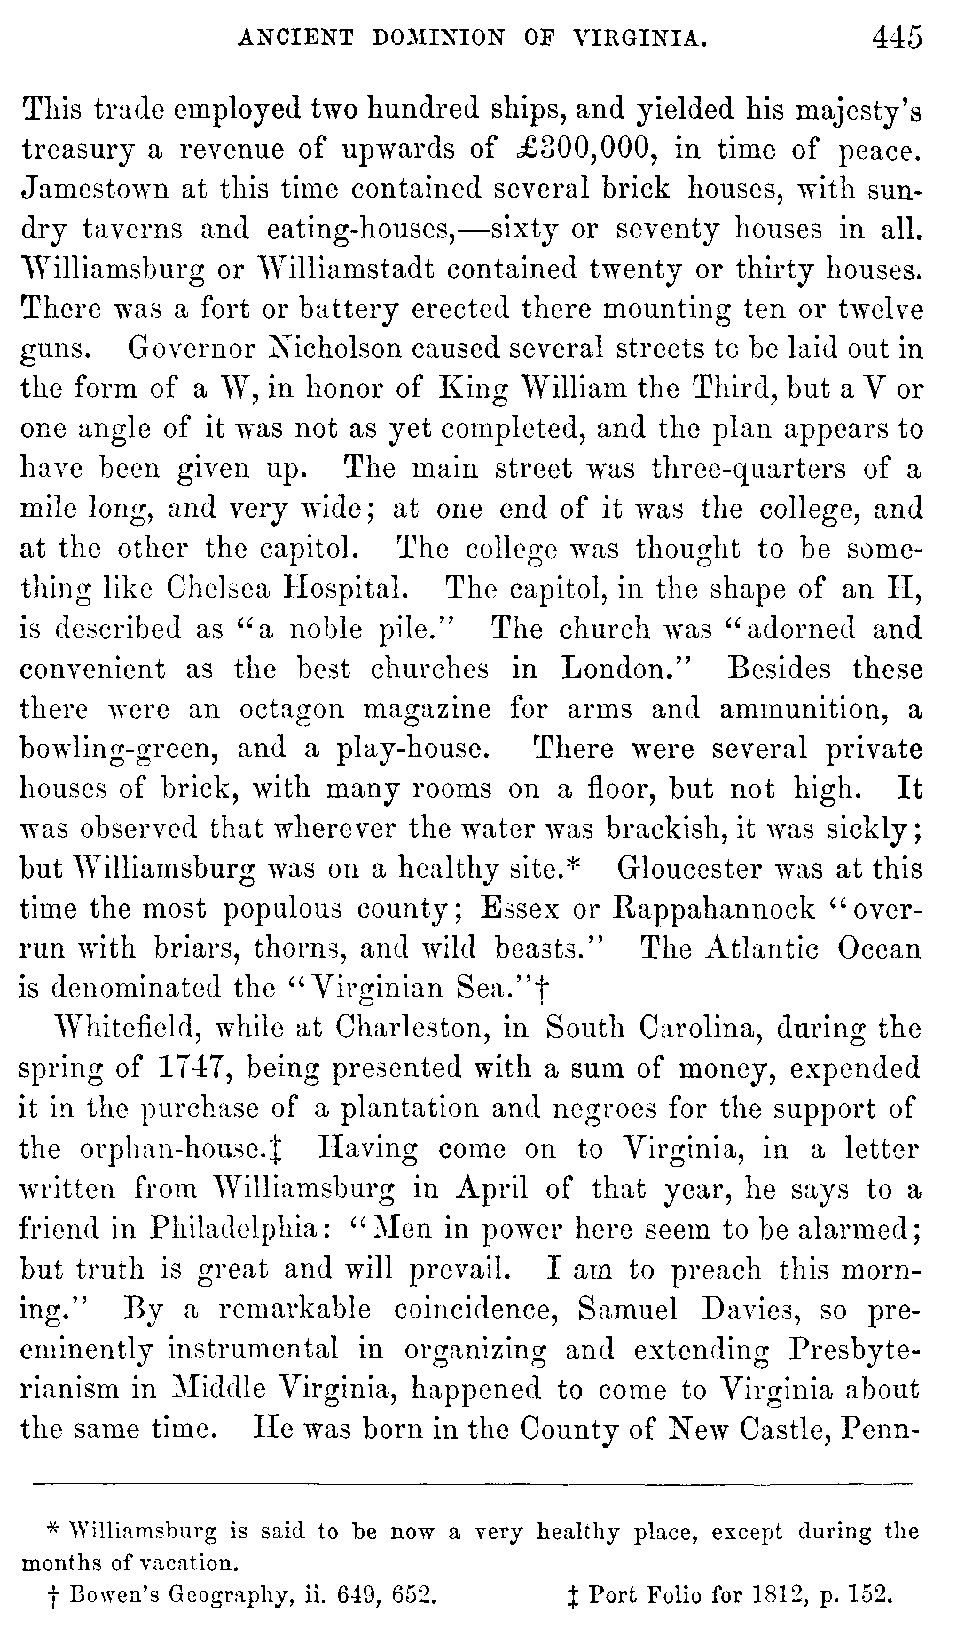 ANCIENT DOMINION OF VIRGINIA. 445
This trade employed two hundred ships, and yielded his majesty's
treasury a revenue of upwards of £300,000, in time of peace.
Jamestown at this time contained several brick houses, with sun-
dry taverns and eating-houses,—sixty or seventy houses in all.
Williamsburg or Williamstadt contained twenty or thirty houses.
There was a fort or battery erected there mounting ten or twelve
guns. Governor Nicholson caused several streets to be laid out in
the form of a W, in honor of King William the Third, but a V or
one angle of it was not as yet completed, and the plan appears to
have been given up. The main street was three-quarters of a
mile long, and very wide; at one end of it was the college, and
at the other the capitol. The college was thought to be some-
thing like Chelsea Hospital. The capitol, in the shape of an H,
is described as "a noble pile." The church was "adorned and
convenient as the best churches in London." Besides these
there were an octagon magazine for arms and ammunition, a
bowling-green, and a play-house. There were several private
houses of brick, with many rooms on a floor, but not high. It
was observed that wherever the water was brackish, it was sickly;
but Williamsburg was on a healthy site.* Gloucester was at this
time the most populous county; Essex or Rappahannock "over-
run with briars, thorns, and wild beasts." The Atlantic Ocean
is denominated the "Virginian Sea."†
Whitefield, while at Charleston, in South Carolina, during the
spring of 1747, being presented with a sum of money, expended
it in the purchase of a plantation and negroes for the support of
the orphan-house.‡ Having come on to Virginia, in a letter
written from Williamsburg in April of that year, he says to a
friend in Philadelphia: "Men in power here seem to be alarmed;
but truth is great and will prevail. I am to preach this morn-
ing." By a remarkable coincidence, Samuel Davies, so pre-
eminently instrumental in organizing and extending Presbyte-
rianism in Middle Virginia, happened to come to Virginia about
the same time. He was born in the County of New Castle, Penn-
* Williamsburg is said to be now a very healthy place, except during the
months of vacation.
† Bowen's Geography, ii. 649, 652. ‡ Port Folio for 1812, p. 152.